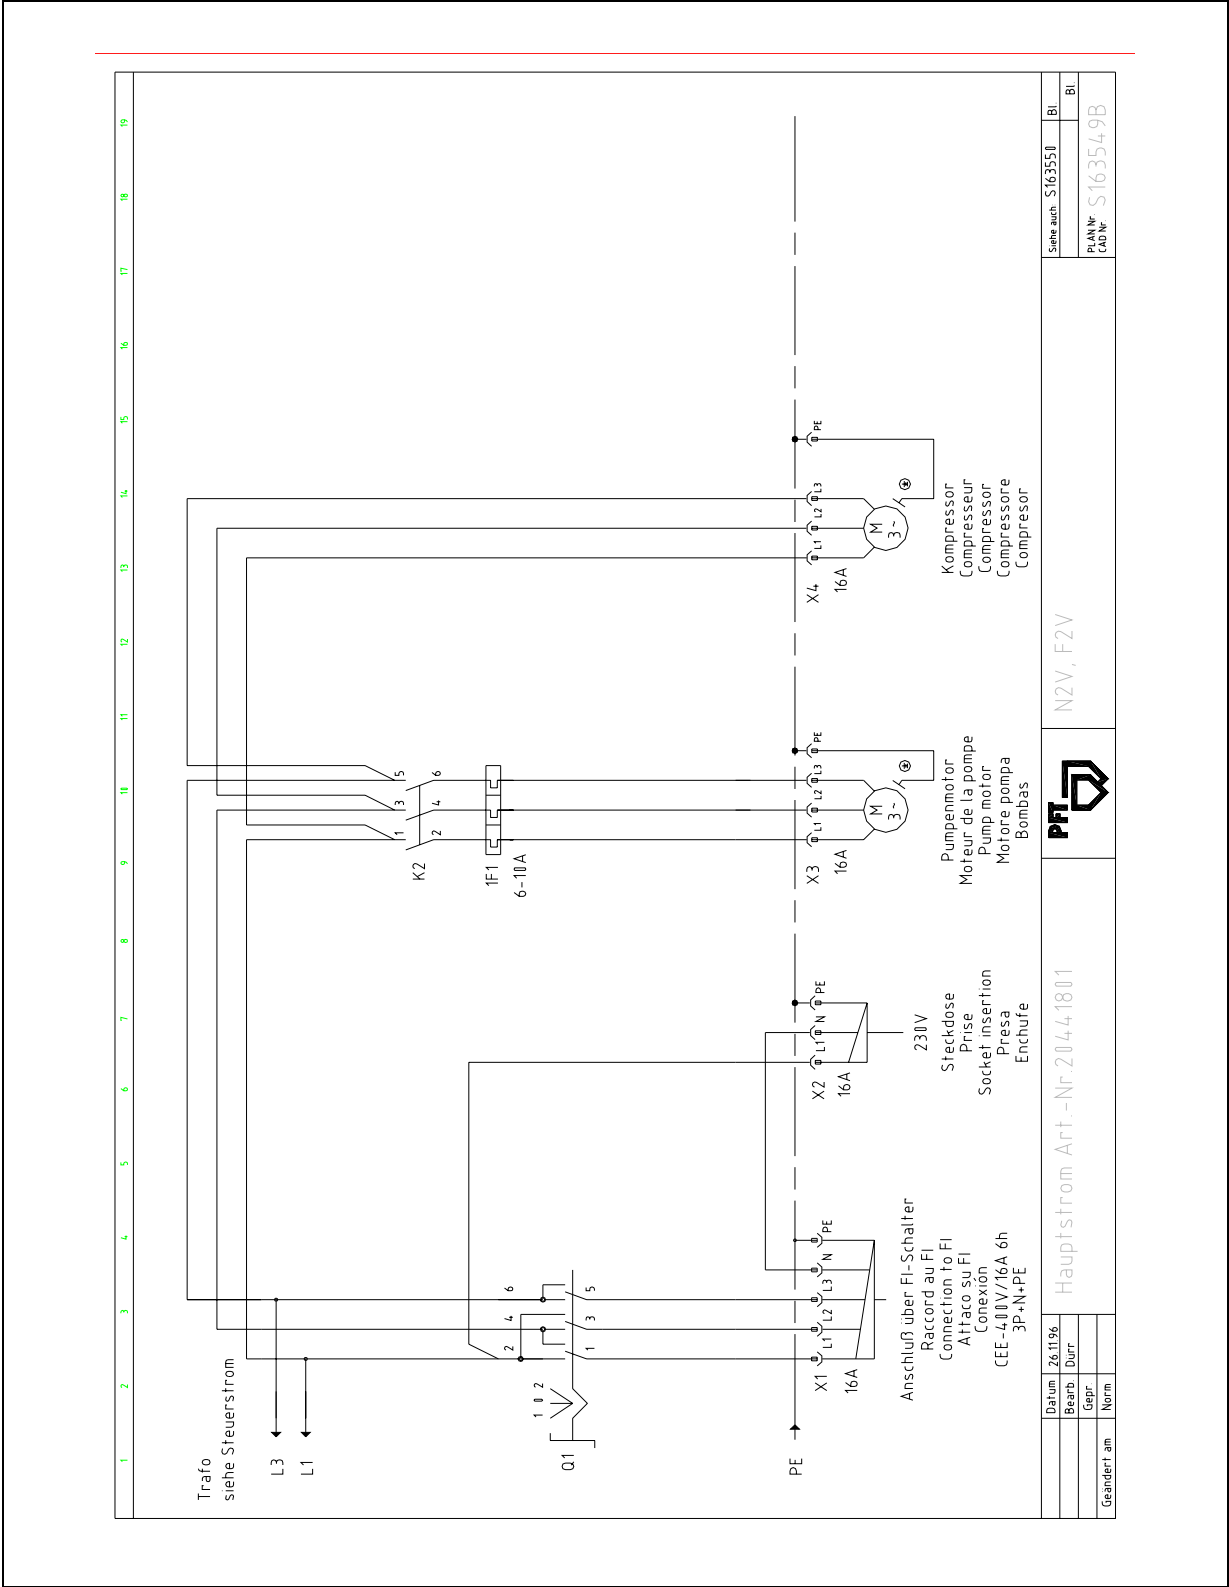 1 2 3 4 5 6 7 8 9 10 11 12 13 14 15 16 17 18 19
Trafo
siehe Steuerstrom
L3
L1
Q1
1 0 2
2 4 6
1 3 5
PE
X1
16A
L1 L2 L3 N PE
Anschluß über FI-Schalter
Raccord au FI
Connection to FI
Attaco su FI
Conexión
CEE-400V/16A 6h
3P+N+PE
X2
16A
L1 N PE
230V
Steckdose
Prise
Socket insertion
Presa
Enchufe
K2
1 3 5
2 4 6
1F1
6-10A
X3
16A
L1 L2 L3 PE
M
3~
Pumpenmotor
Moteur de la pompe
Pump motor
Motore pompa
Bombas
X4
16A
L1 L2 L3 PE
M
3~
Kompressor
Compresseur
Compressor
Compressore
Compresor
Geändert am
Datum 26.11.96
Bearb. Dürr
Gepr.
Norm
Hauptstrom Art.-Nr.20441801
PFT
N2V, F2V
Siehe auch S163550 Bl.
Bl.
PLAN Nr.
CAD Nr. S163549B